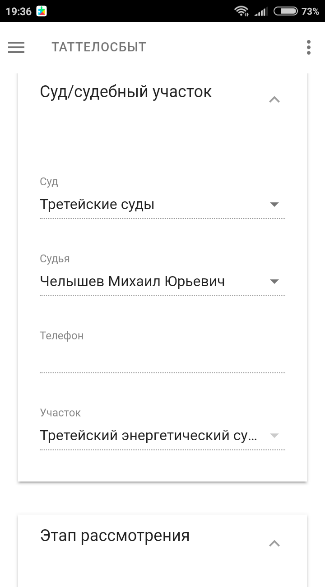 19:36
73%
ТАТТЕЛОСБЫТ
Суд/судебный участок
Суд
Третейские суды
Судья
Челышев Михаил Юрьевич
Телефон
Участок
Третейский энергетический су...
Этап рассмотрения